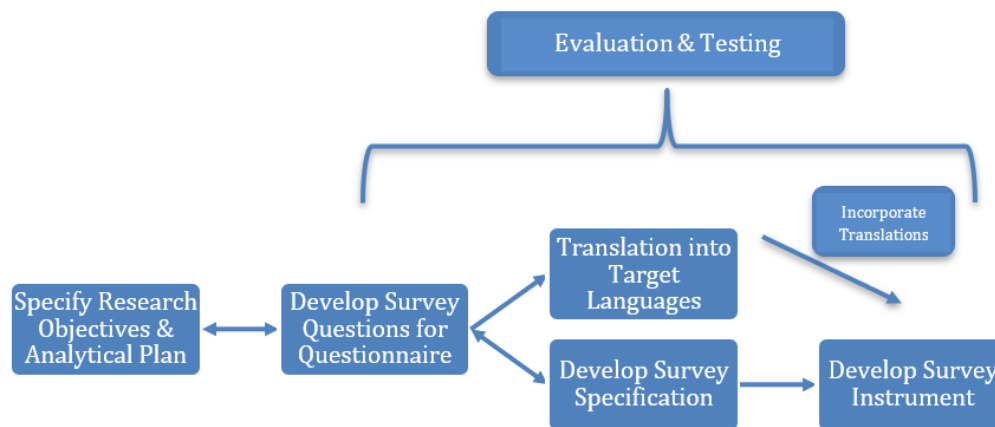 Evaluation & Testing
Incorporate
Translations
Specify Research
Objectives &
Analytical Plan
Develop Survey
Questions for
Questionnaire
Translation into
Target
Languages
Develop Survey
Specification
Develop Survey
Instrument